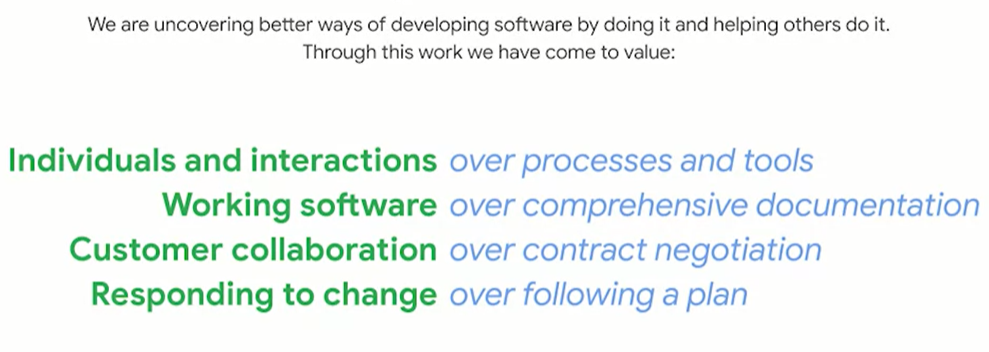 We are uncovering better ways of developing software by doing it and helping others do it.
Through this work we have come to value:
Individuals and interactions over processes and tools
Working software over comprehensive documentation
Customer collaboration over contract negotiation
Responding to change over following a plan